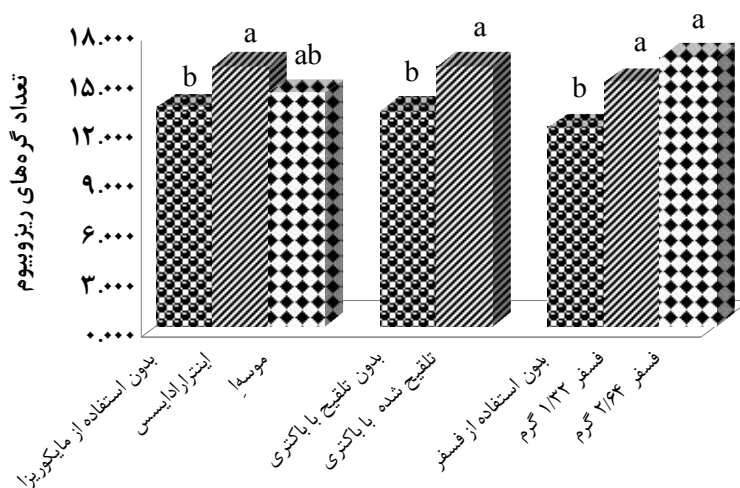 ۱۸.۰۰۰
۱۵.۰۰۰
۱۲.۰۰۰
۹.۰۰۰
۶.۰۰۰
۳.۰۰۰
۰.۰۰۰
تعداد گره‌های ریزوبیوم
b
a
ab
b
a
b
a
a
بدون استفاده از مایکوریزا
اینترارادایسس
موسه‌اِ
بدون تلقیح با باکتری
تلقیح شده با باکتری
بدون استفاده از فسفر
فسفر ۱/۳۲ گرم
فسفر ۲/۶۴ گرم